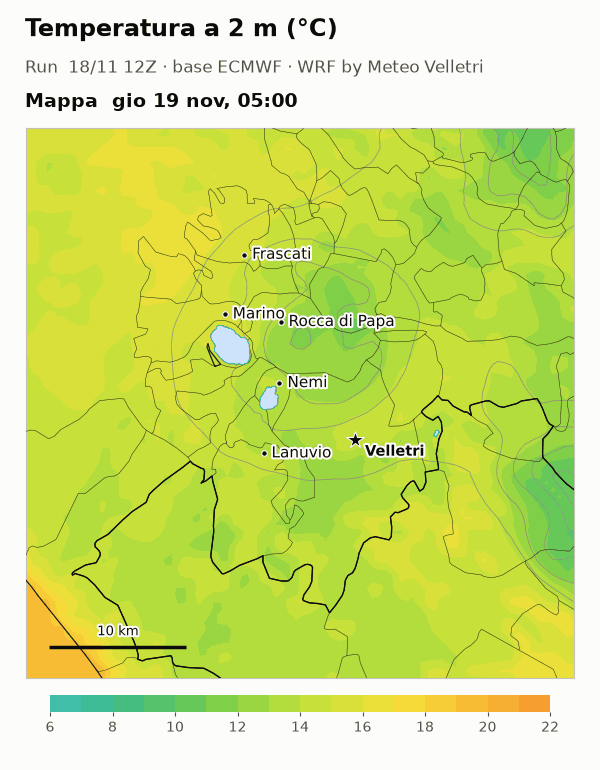 Temperatura a 2 m (°C)
Run  18/11 12Z · base ECMWF · WRF by Meteo Velletri
Mappa  gio 19 nov, 05:00
Frascati
Marino
Rocca di Papa
Nemi
Velletri
Lanuvio
10 km
6 8 10 12 14 16 18 20 22